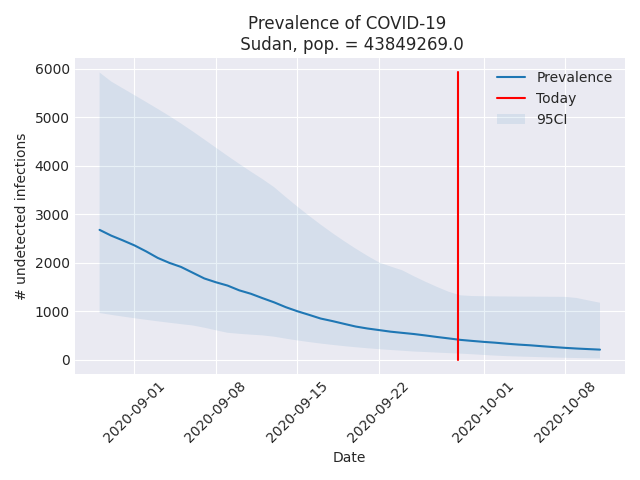 Prevalence of COVID-19
Sudan, pop. = 43849269.0
6000
5000
4000
3000
2000
1000
0
# undetected infections
Prevalence
Today
95CI
2020-09-01
2020-09-08
2020-09-15
2020-09-22
2020-10-01
2020-10-08
Date